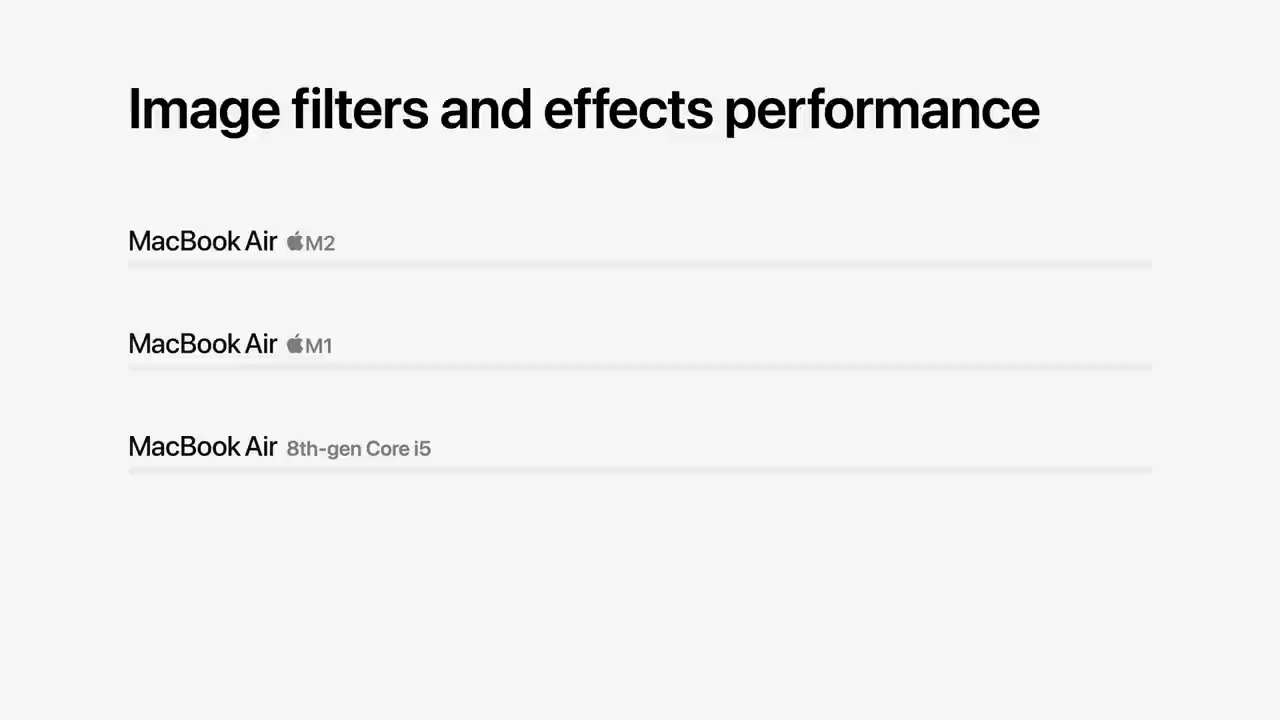 Image filters and effects performance
MacBook Air M2
MacBook Air M1
MacBook Air 8th-gen Core i5